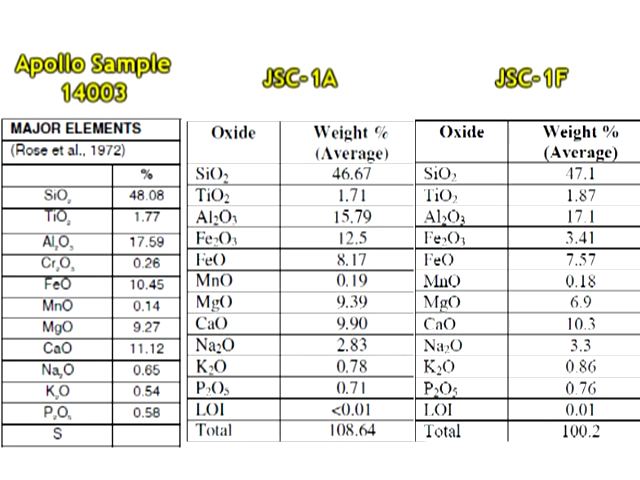 Apollo Sample
14003
JSC-1A
JSC-1F
MAJOR ELEMENTS
(Rose et al., 1972)
%
SiO₂ 48.08
TiO₂ 1.77
Al₂O₃ 17.59
Cr₂O₃ 0.26
FeO 10.45
MnO 0.14
MgO 9.27
CaO 11.12
Na₂O 0.65
K₂O 0.54
P₂O₅ 0.58
S
Oxide Weight %
(Average)
SiO₂ 46.67
TiO₂ 1.71
Al₂O₃ 15.79
Fe₂O₃ 12.5
FeO 8.17
MnO 0.19
MgO 9.39
CaO 9.90
Na₂O 2.83
K₂O 0.78
P₂O₅ 0.71
LOI <0.01
Total 108.64
Oxide Weight %
(Average)
SiO₂ 47.1
TiO₂ 1.87
Al₂O₃ 17.1
Fe₂O₃ 3.41
FeO 7.57
MnO 0.18
MgO 6.9
CaO 10.3
Na₂O 3.3
K₂O 0.86
P₂O₅ 0.76
LOI 0.01
Total 100.2